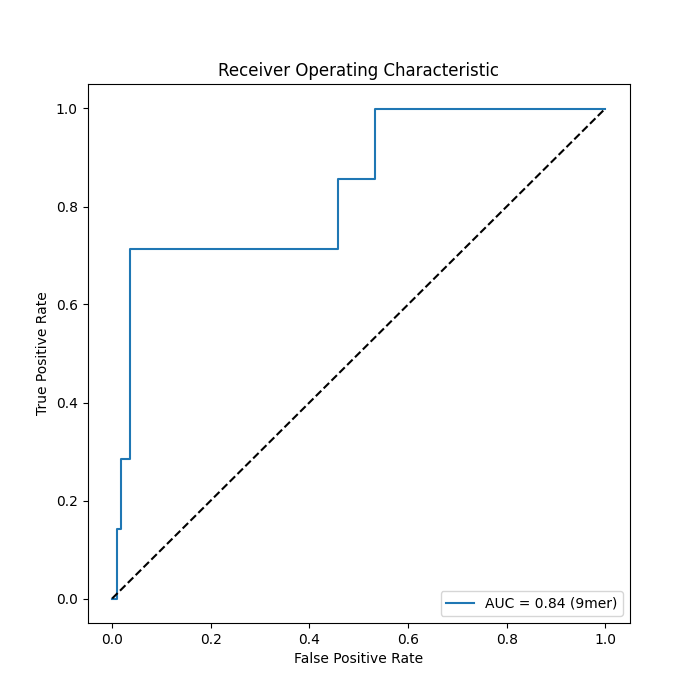 Receiver Operating Characteristic
1.0
0.8
0.6
0.4
0.2
0.0
True Positive Rate
0.0 0.2 0.4 0.6 0.8 1.0
False Positive Rate
AUC = 0.84 (9mer)